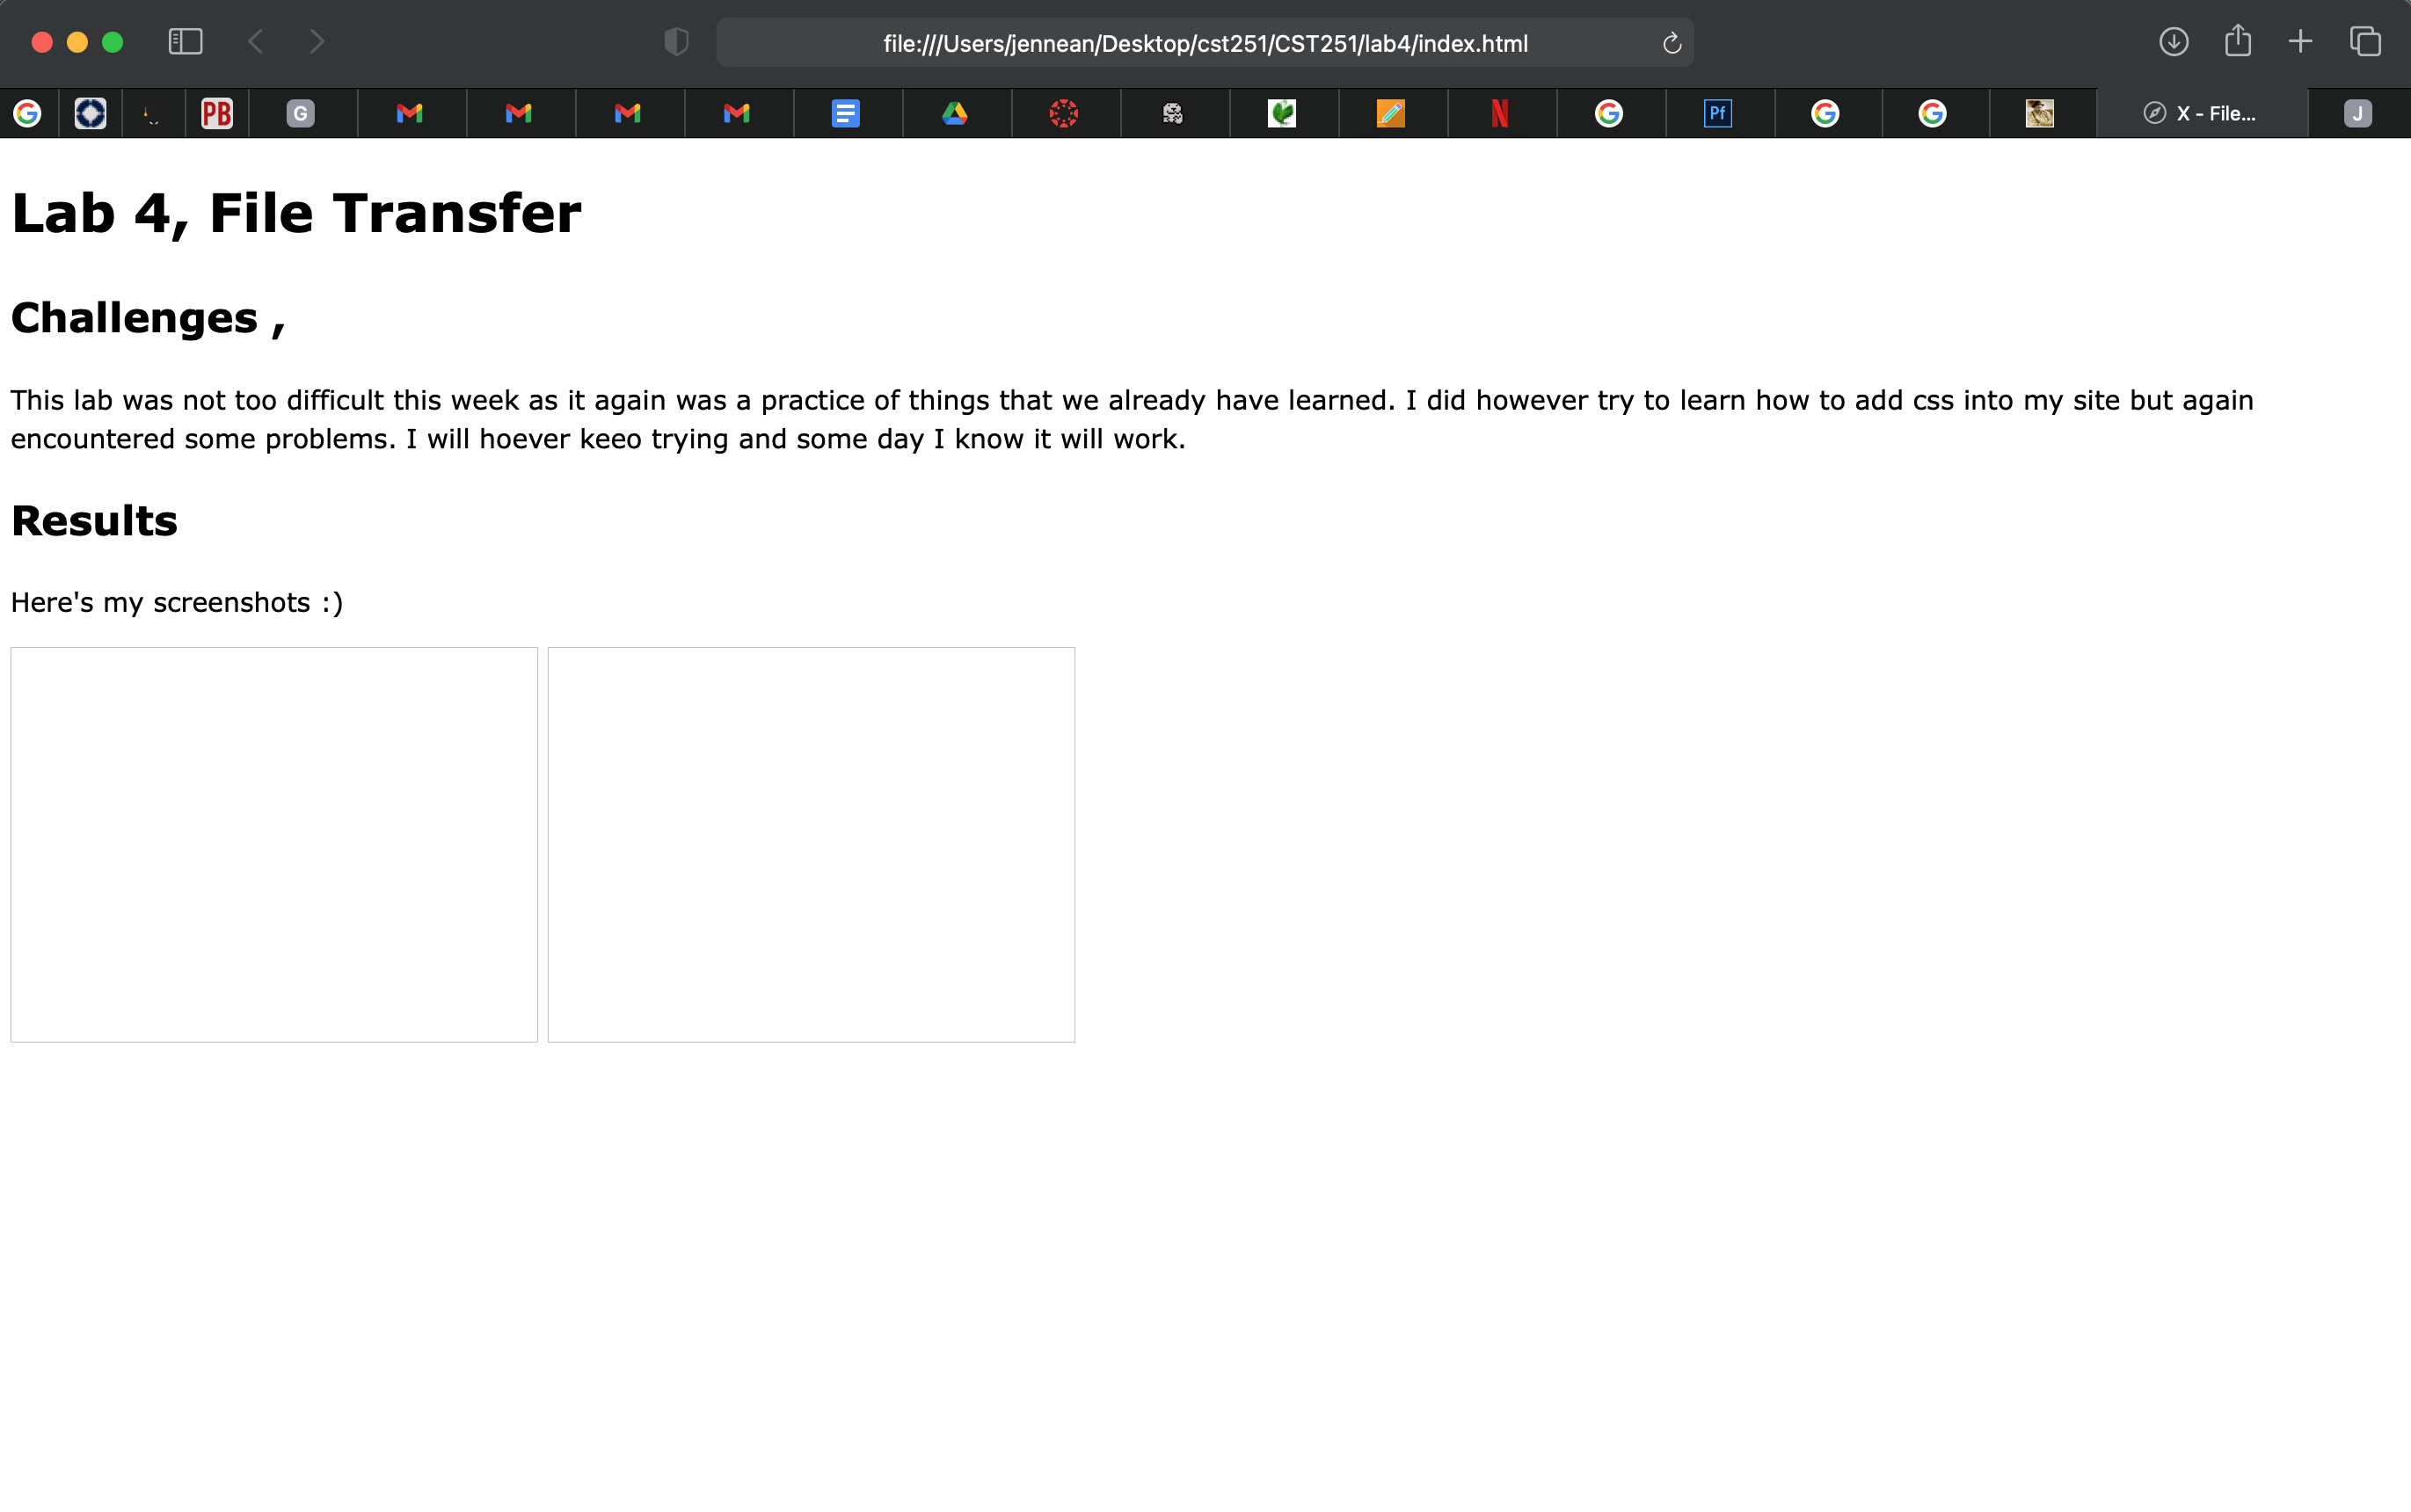 file:///Users/jennean/Desktop/cst251/CST251/lab4/index.html
PB
G
Pf
X - File...
J
Lab 4, File Transfer
Challenges ,
This lab was not too difficult this week as it again was a practice of things that we already have learned. I did however try to learn how to add css into my site but again
encountered some problems. I will hoever keeo trying and some day I know it will work.
Results
Here's my screenshots :)